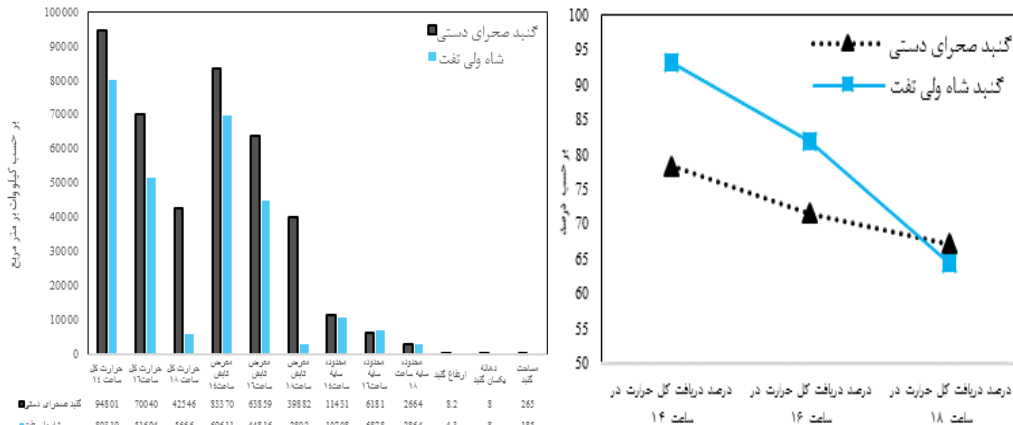 100000
90000
80000
70000
60000
50000
40000
30000
20000
10000
0
بر حسب کیلووات بر متر مربع
گنبد صحرای دستی
شاه ولی تفت
حرارت کل ساعت ۱۴
حرارت کل ساعت۱۶
حرارت کل ساعت ۱۸
معرض تابش ساعت۱۴
معرض تابش ساعت۱۶
معرض تابش ساعت۱۸
محدوده سایه ساعت۱۴
محدوده سایه ساعت۱۶
محدوده سایه ساعت ۱۸
ارتفاع گنبد
دهانه یکسان گنبد
مساحت گنبد
گنبد صحرای دستی 94801 70040 42546 83370 63859 39882 11431 6181 2664 8.2 8 265
100
95
90
85
80
75
70
65
60
55
50
بر حسب درصد
گنبد صحرای دستی
گنبد شاه ولی تفت
درصد دریافت کل حرارت در ساعت ۱۴
درصد دریافت کل حرارت در ساعت ۱۶
درصد دریافت کل حرارت در ساعت ۱۸